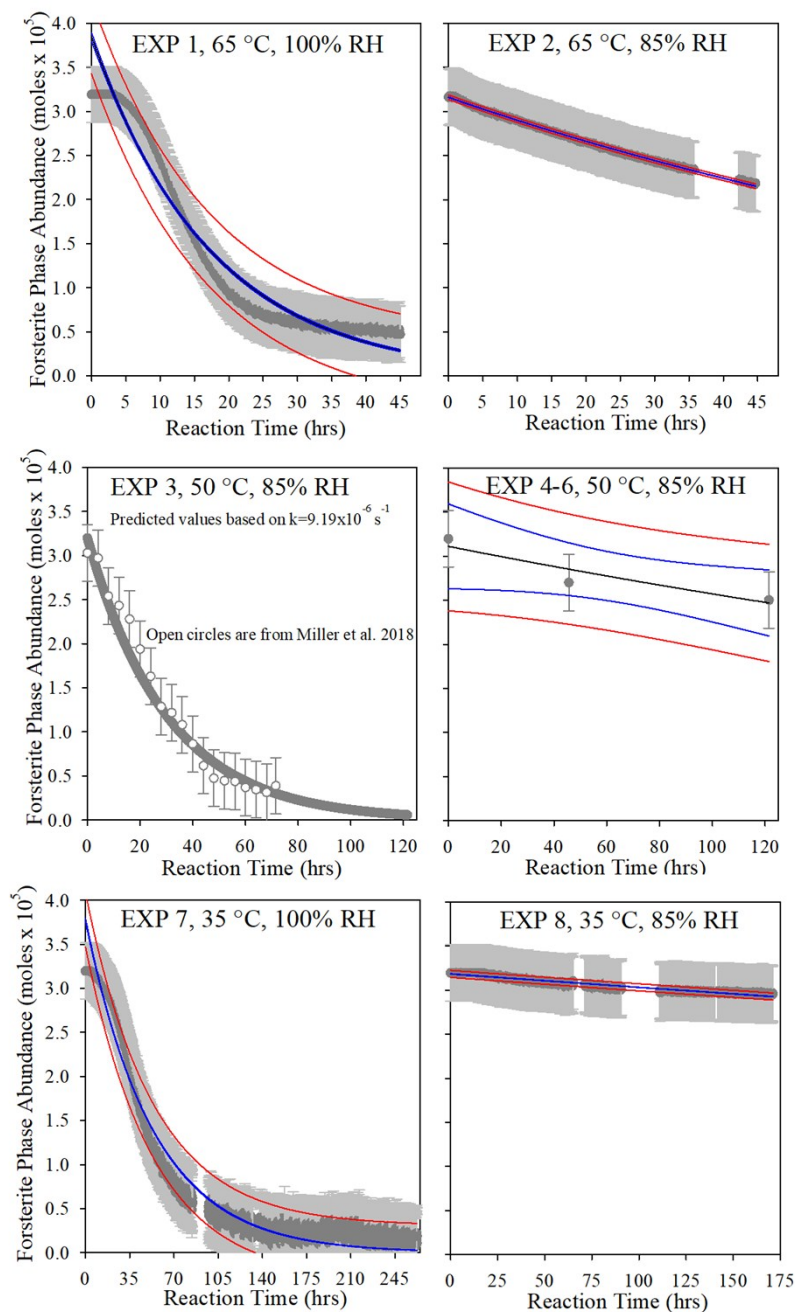 EXP 1, 65 °C, 100% RH
EXP 2, 65 °C, 85% RH
Forsterite Phase Abundance (moles x 10⁵)
4.0
3.5
3.0
2.5
2.0
1.5
1.0
0.5
0.0
0 5 10 15 20 25 30 35 40 45
0 5 10 15 20 25 30 35 40 45
Reaction Time (hrs)
Reaction Time (hrs)
EXP 3, 50 °C, 85% RH
Predicted values based on k=9.19x10⁻⁶ s⁻¹
Open circles are from Miller et al. 2018
EXP 4-6, 50 °C, 85% RH
Forsterite Phase Abundance (moles x 10⁵)
4.0
3.5
3.0
2.5
2.0
1.5
1.0
0.5
0.0
0 20 40 60 80 100 120
0 20 40 60 80 100 120
Reaction Time (hrs)
Reaction Time (hrs)
EXP 7, 35 °C, 100% RH
EXP 8, 35 °C, 85% RH
Forsterite Phase Abundance (moles x 10⁵)
4.0
3.5
3.0
2.5
2.0
1.5
1.0
0.5
0.0
0 35 70 105 140 175 210 245
0 25 50 75 100 125 150 175
Reaction Time (hrs)
Reaction Time (hrs)